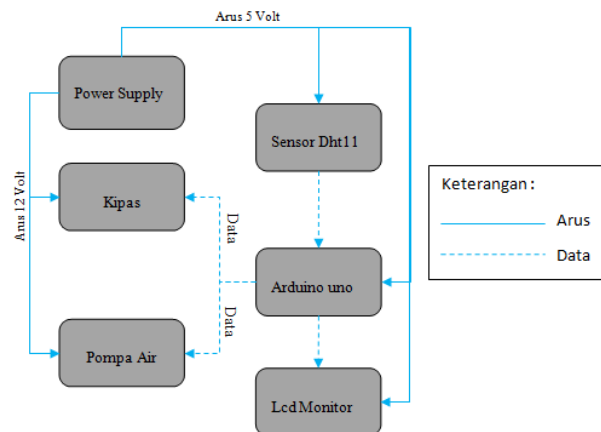 Arus 5 Volt
Power Supply
Sensor Dht11
Keterangan :
Arus
Data
Arus 12 Volt
Kipas
Data
Arduino uno
Data
Pompa Air
Lcd Monitor